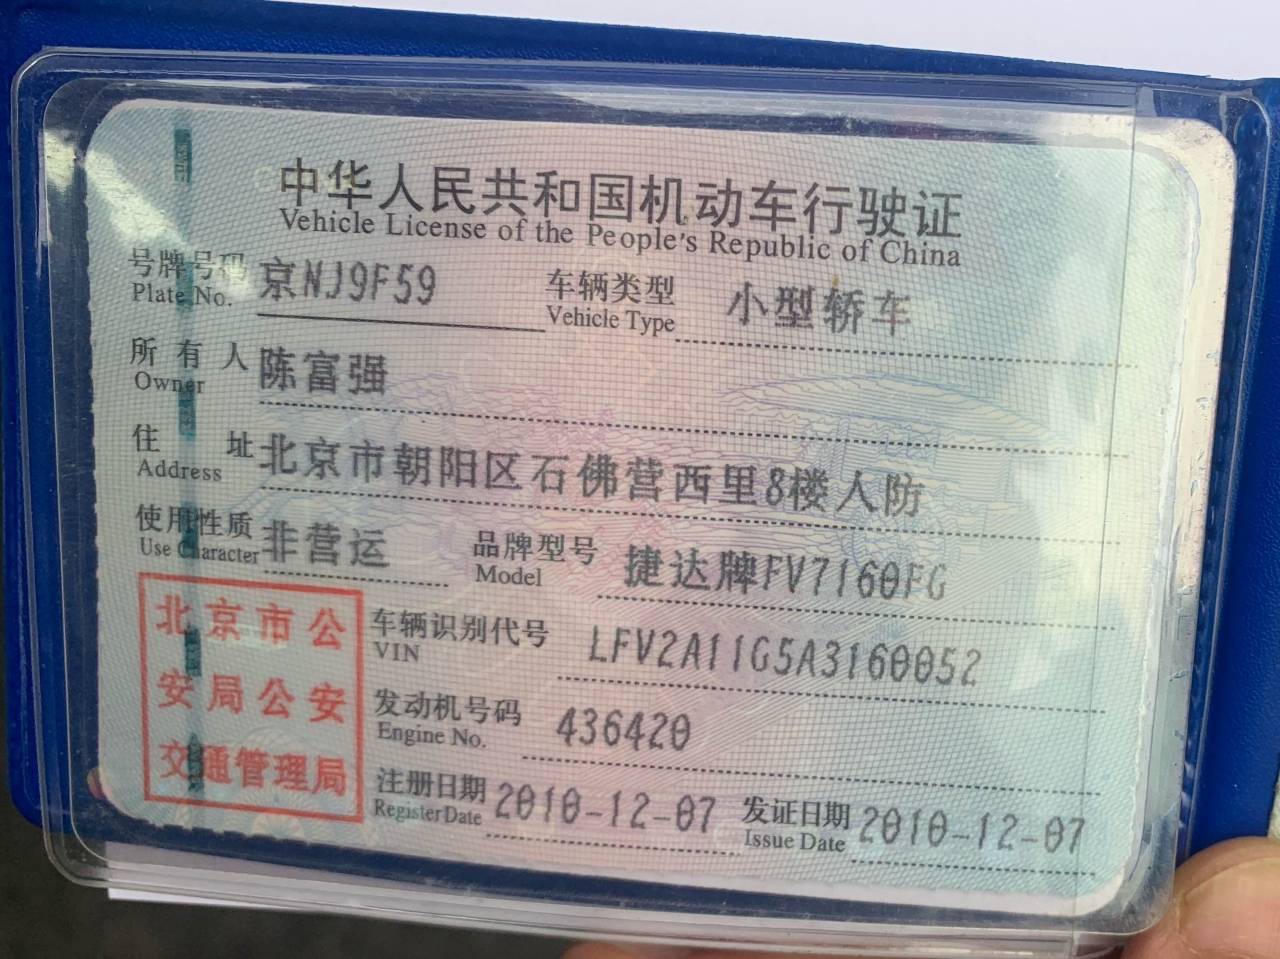 中华人民共和国机动车行驶证
Vehicle License of the People's Republic of China
号牌号码 京NJ9F59 车辆类型 小型轿车
Plate No. Vehicle Type
所有人 陈富强
Owner
住址 北京市朝阳区石佛营西里8楼人防
Address
使用性质 非营运 品牌型号 捷达牌FV7160FG
Use Character Model
北京市公
安局公安
交通管理局
车辆识别代号 LFV2A11G5A3160052
VIN
发动机号码 436420
Engine No.
注册日期 2010-12-07 发证日期 2010-12-07
Register Date Issue Date